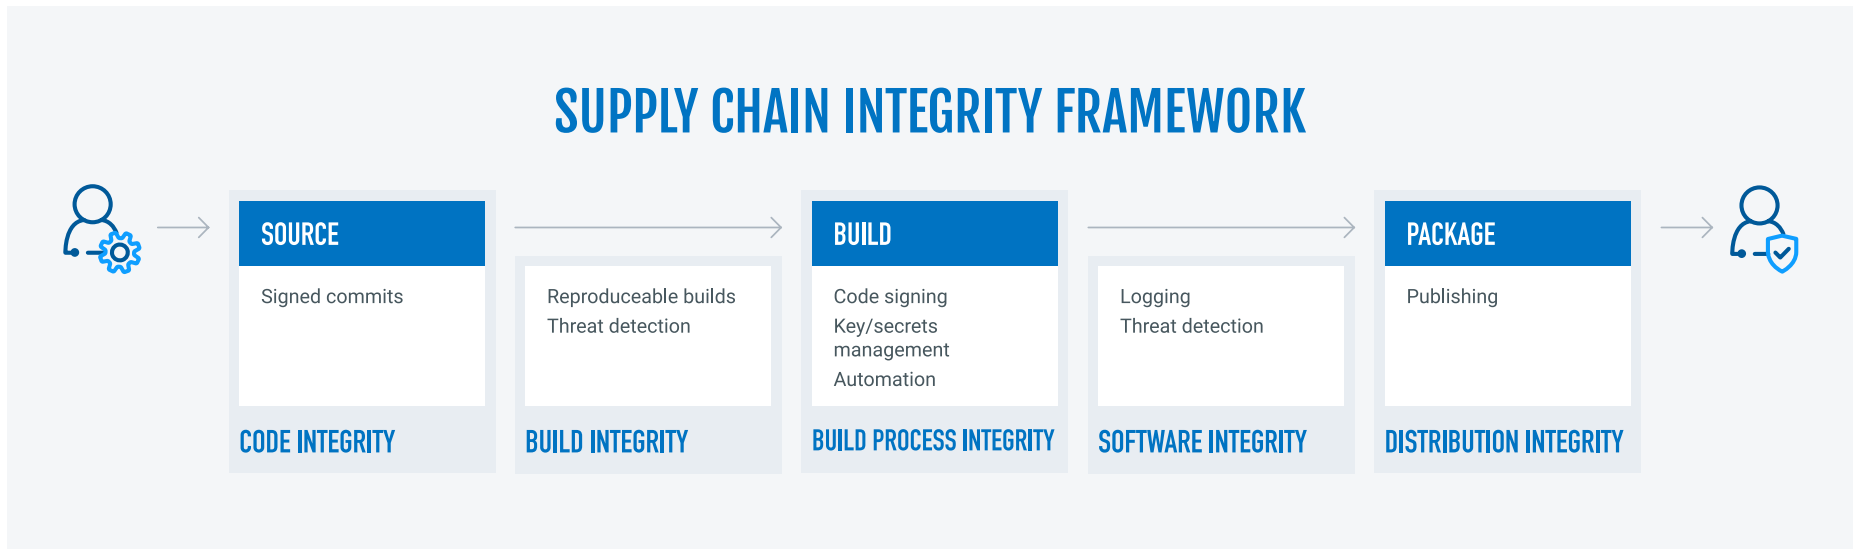 SUPPLY CHAIN INTEGRITY FRAMEWORK
SOURCE
Signed commits
CODE INTEGRITY
Reproduceable builds
Threat detection
BUILD INTEGRITY
BUILD
Code signing
Key/secrets
management
Automation
BUILD PROCESS INTEGRITY
Logging
Threat detection
SOFTWARE INTEGRITY
PACKAGE
Publishing
DISTRIBUTION INTEGRITY